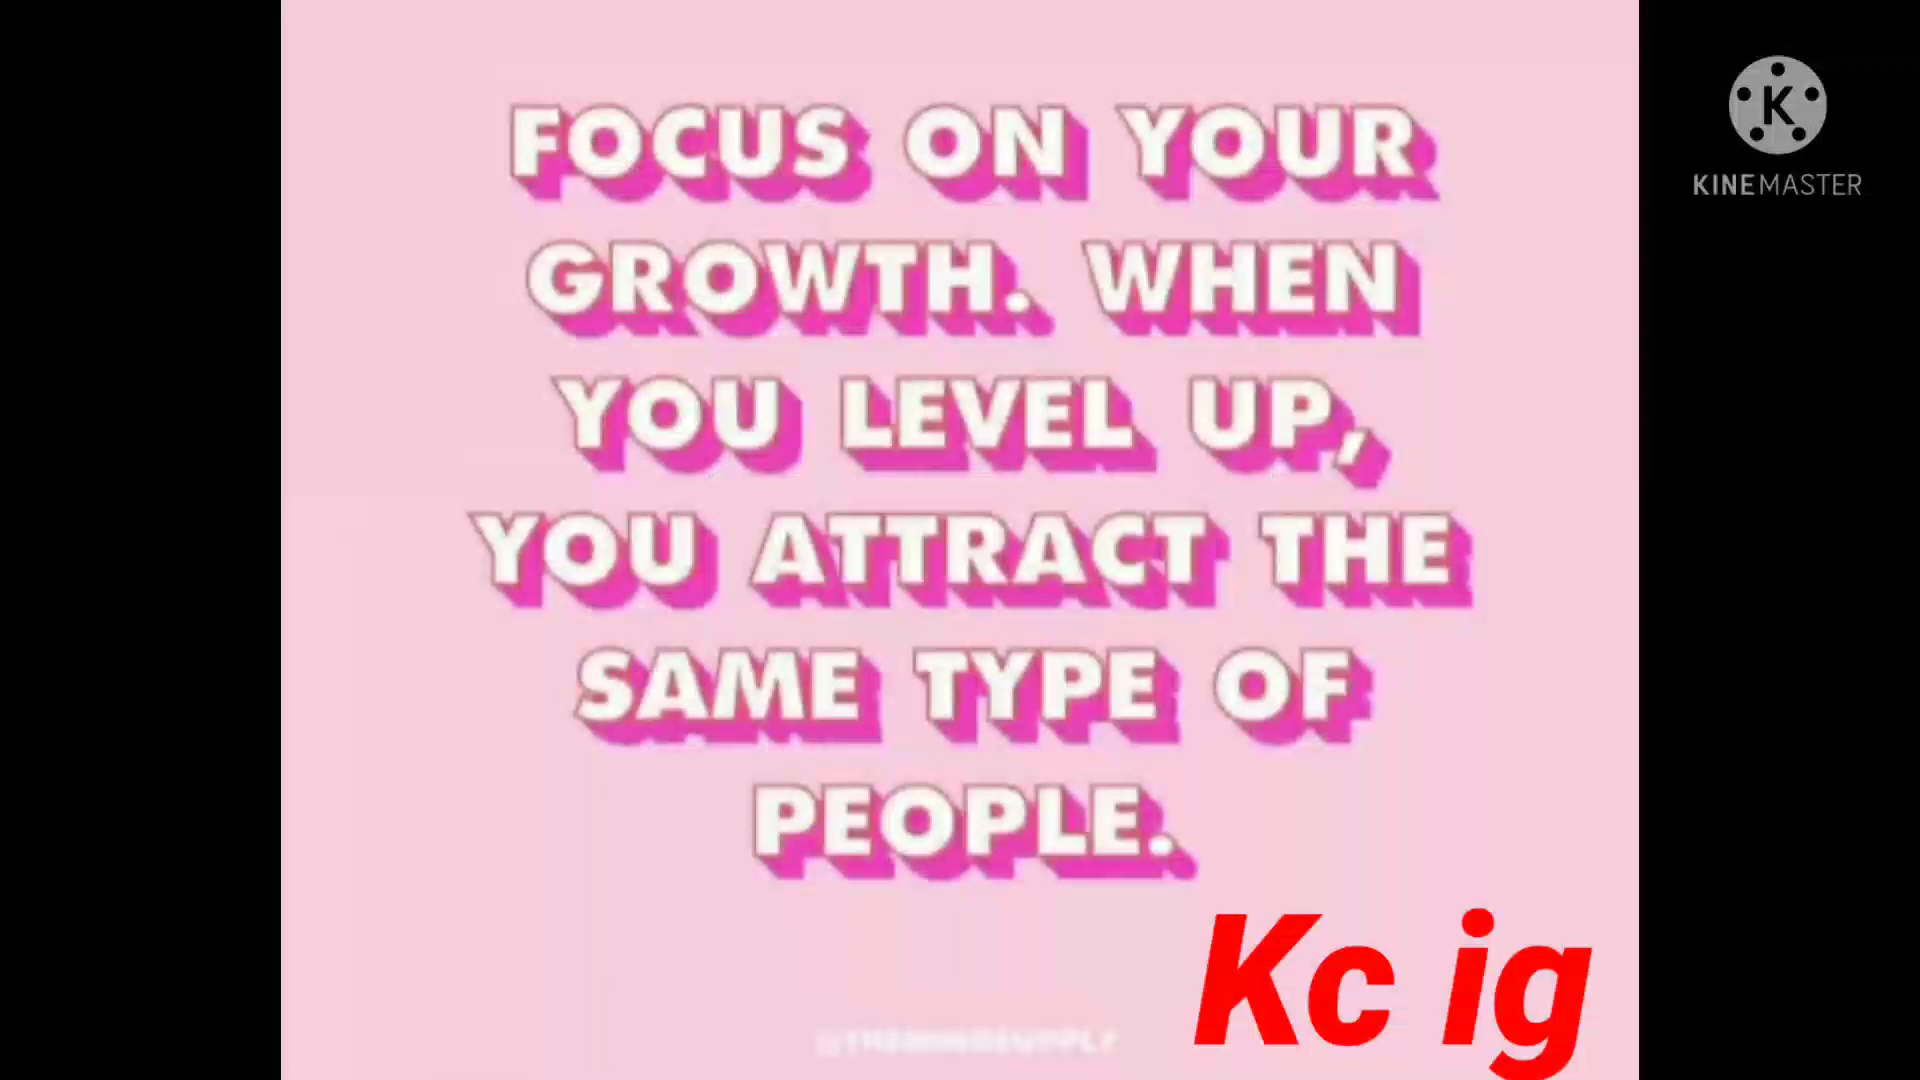 FOCUS ON YOUR
GROWTH. WHEN
YOU LEVEL UP,
YOU ATTRACT THE
SAME TYPE OF
PEOPLE.
Kc ig
K
KINEMASTER